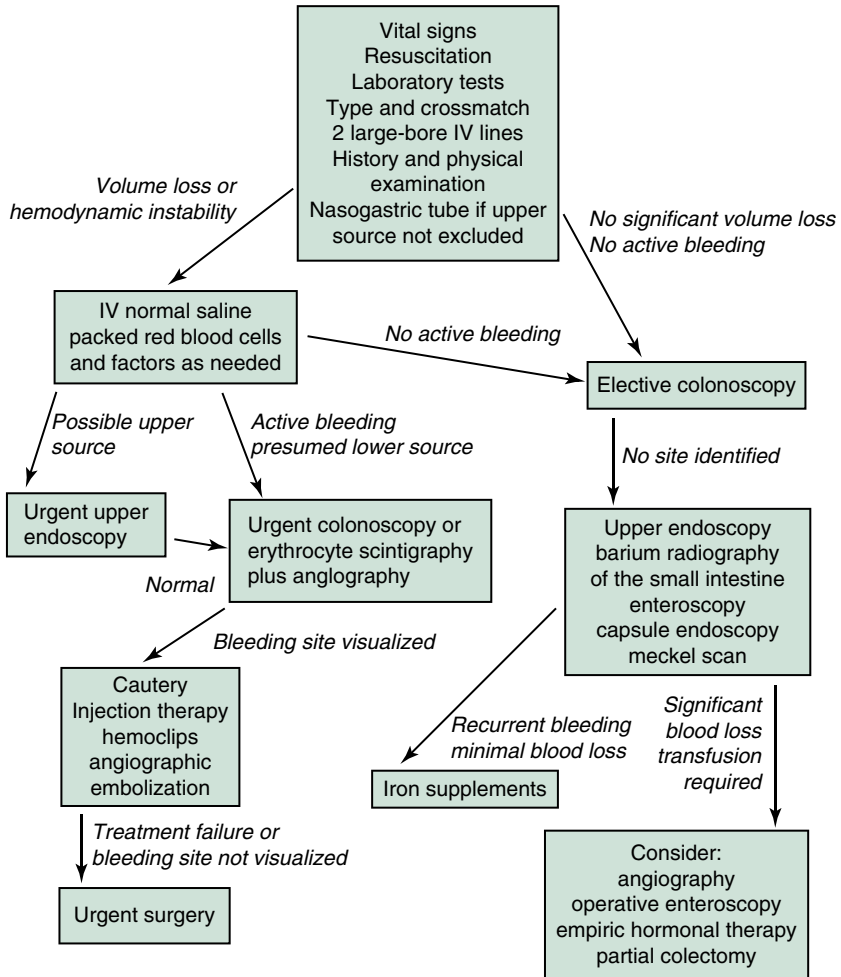 Vital signs
Resuscitation
Laboratory tests
Type and crossmatch
2 large-bore IV lines
History and physical
examination
Nasogastric tube if upper
source not excluded
Volume loss or
hemodynamic instability
No significant volume loss
No active bleeding
IV normal saline
packed red blood cells
and factors as needed
No active bleeding
Elective colonoscopy
Possible upper
source
Active bleeding
presumed lower source
No site identified
Urgent upper
endoscopy
Urgent colonoscopy or
erythrocyte scintigraphy
plus anglography
Normal
Upper endoscopy
barium radiography
of the small intestine
enteroscopy
capsule endoscopy
meckel scan
Bleeding site visualized
Cautery
Injection therapy
hemoclips
angiographic
embolization
Recurrent bleeding
minimal blood loss
Significant
blood loss
transfusion
required
Iron supplements
Treatment failure or
bleeding site not visualized
Urgent surgery
Consider:
angiography
operative enteroscopy
empiric hormonal therapy
partial colectomy